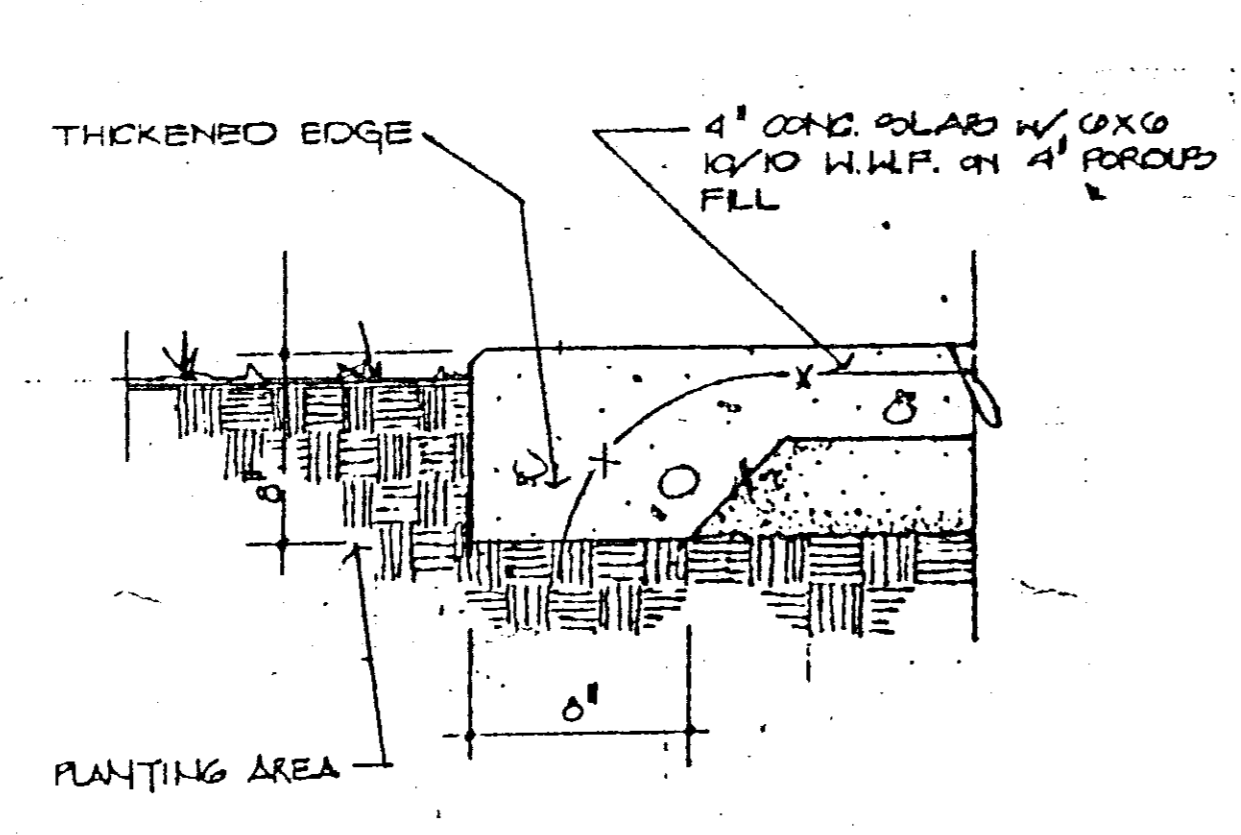 THICKENED EDGE
4" CONC. SLAB W/ 6X6
10/10 W.W.F. ON 4" POROUS
FILL
8"
8"
PLANTING AREA